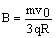 B = mv₀ / 3qR